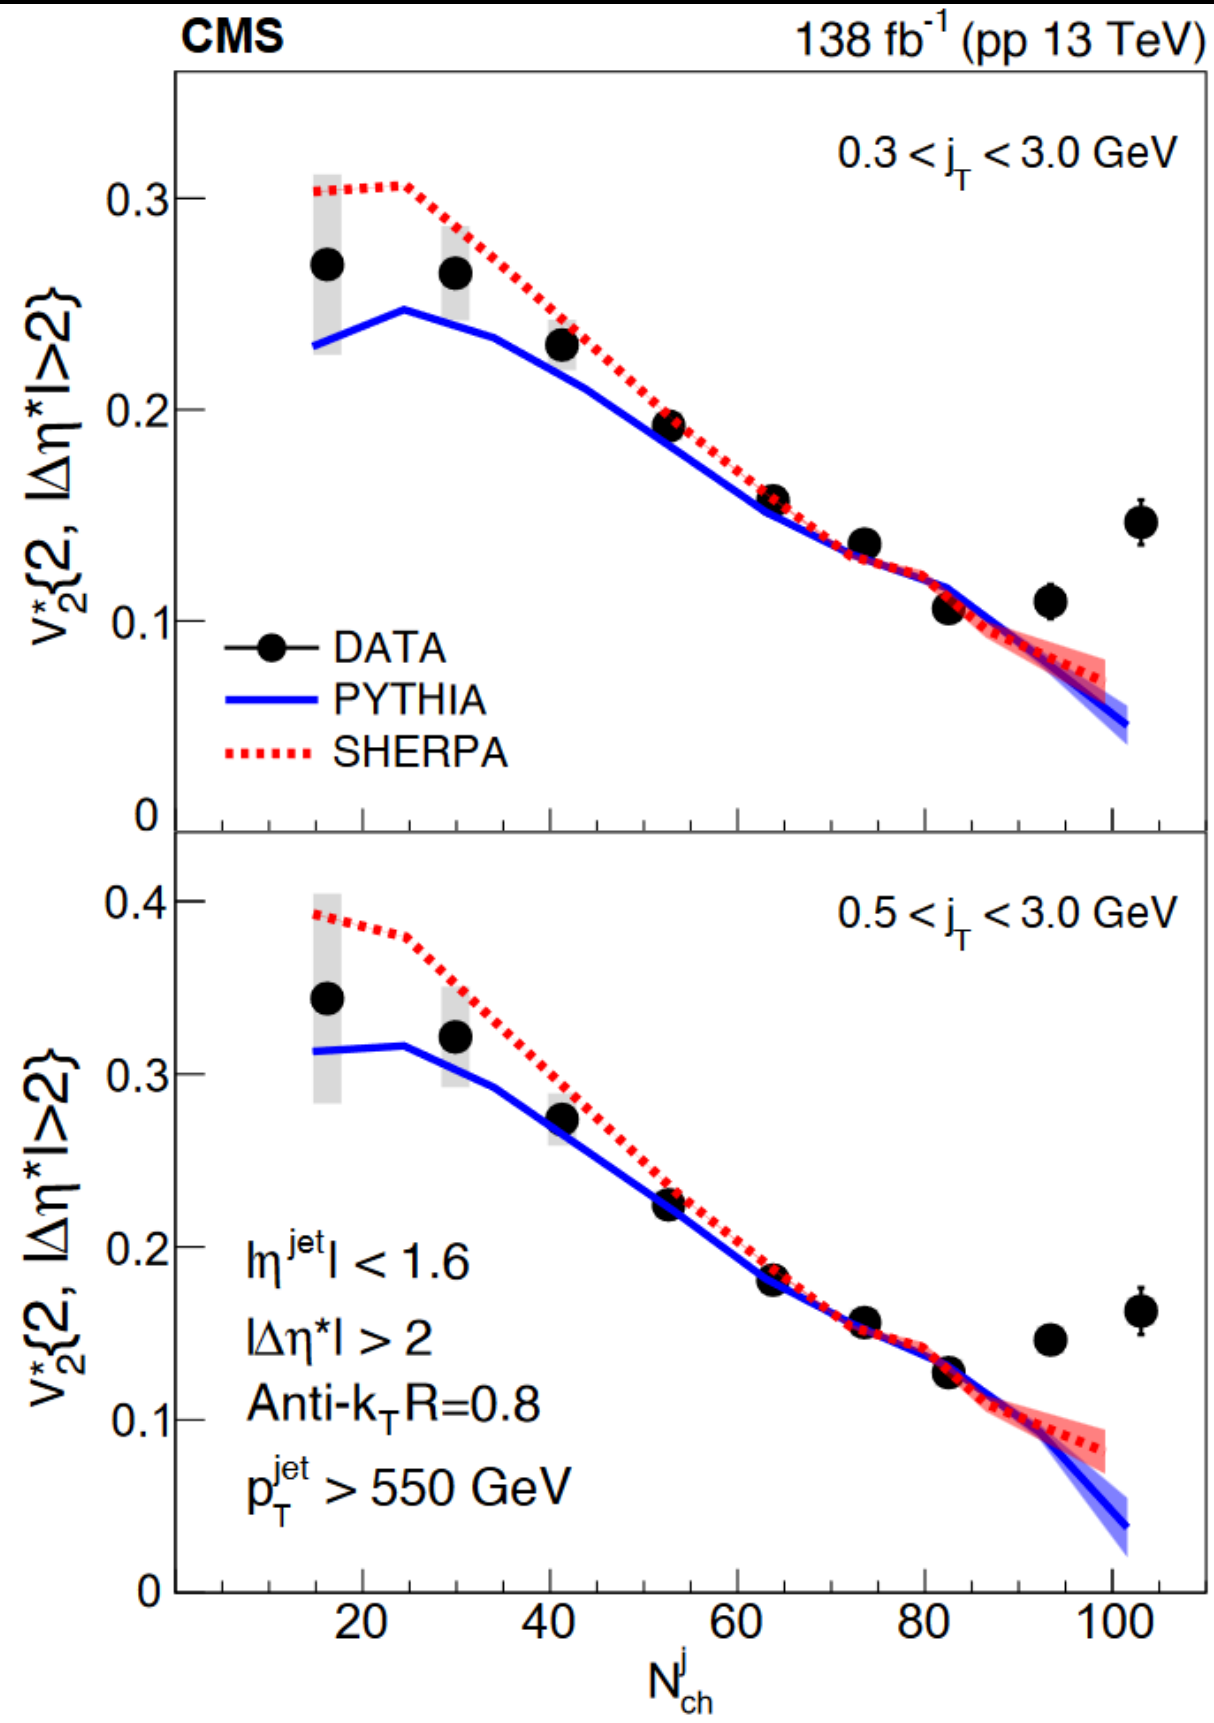 CMS 138 fb⁻¹ (pp 13 TeV)
0.3 < j_T < 3.0 GeV
v₂*{2, |Δη*|>2}
0.3
0.2
0.1
0
DATA
PYTHIA
SHERPA
0.5 < j_T < 3.0 GeV
v₂*{2, |Δη*|>2}
0.4
0.3
0.2
0.1
0
|η^jet| < 1.6
|Δη*| > 2
Anti-k_T R=0.8
p_T^jet > 550 GeV
20 40 60 80 100
N_ch^j